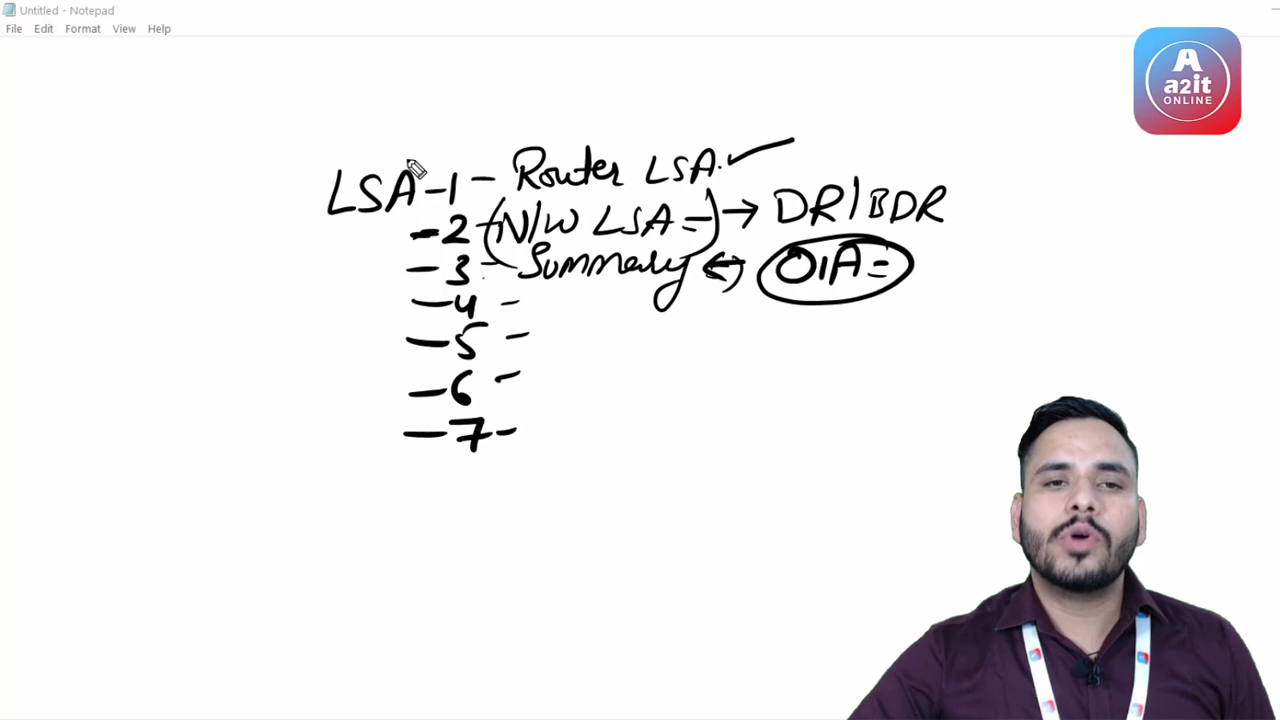 Untitled - Notepad
File Edit Format View Help
A
a2it
ONLINE
LSA-1 - Router LSA.
-2 - (N/W LSA=) → DR/BDR
-3 - Summary ↔ OIA=
-4 -
-5 -
-6 -
-7 -